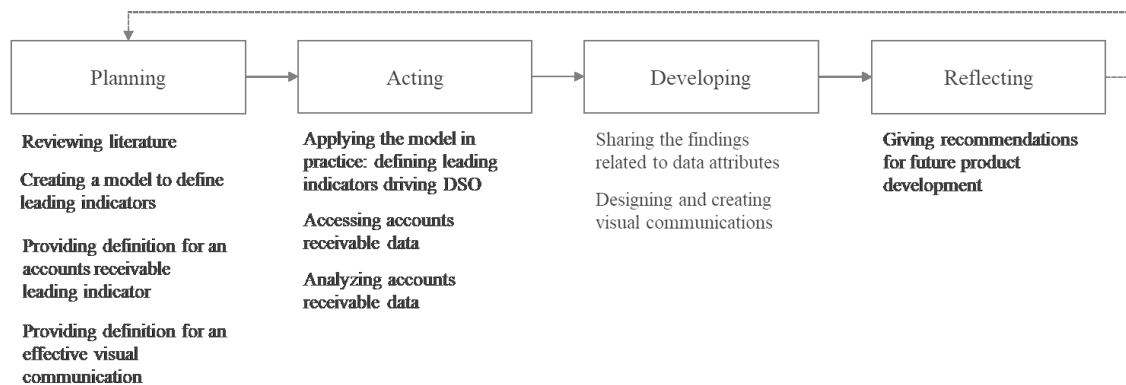 Planning
Acting
Developing
Reflecting
Reviewing literature
Creating a model to define
leading indicators
Providing definition for an
accounts receivable
leading indicator
Providing definition for an
effective visual
communication
Applying the model in
practice: defining leading
indicators driving DSO
Accessing accounts
receivable data
Analyzing accounts
receivable data
Sharing the findings
related to data attributes
Designing and creating
visual communications
Giving recommendations
for future product
development